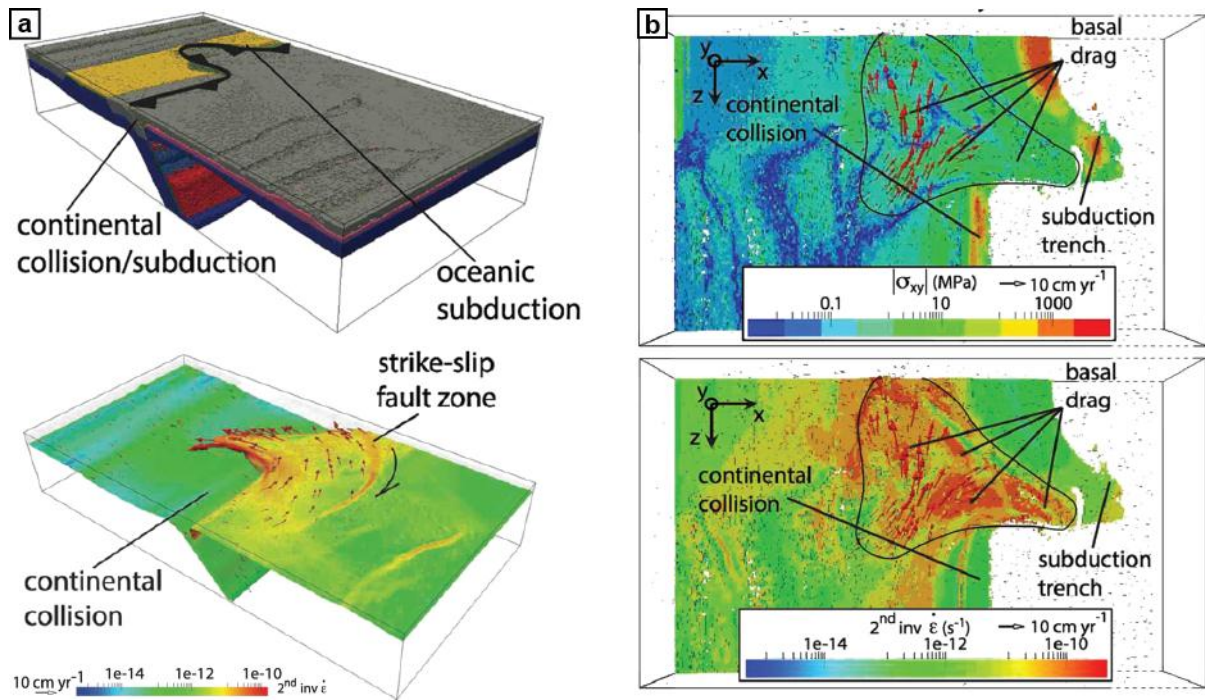 a
continental
collision/subduction
oceanic
subduction
strike-slip
fault zone
continental
collision
10 cm yr⁻¹
1e-14
1e-12
1e-10
2nd inv ε̇
b
basal
drag
y
x
z
continental
collision
subduction
trench
|σxy| (MPa)
10 cm yr⁻¹
0.1
10
1000
basal
drag
y
x
z
continental
collision
subduction
trench
2nd inv ε̇ (s⁻¹)
10 cm yr⁻¹
1e-14
1e-12
1e-10